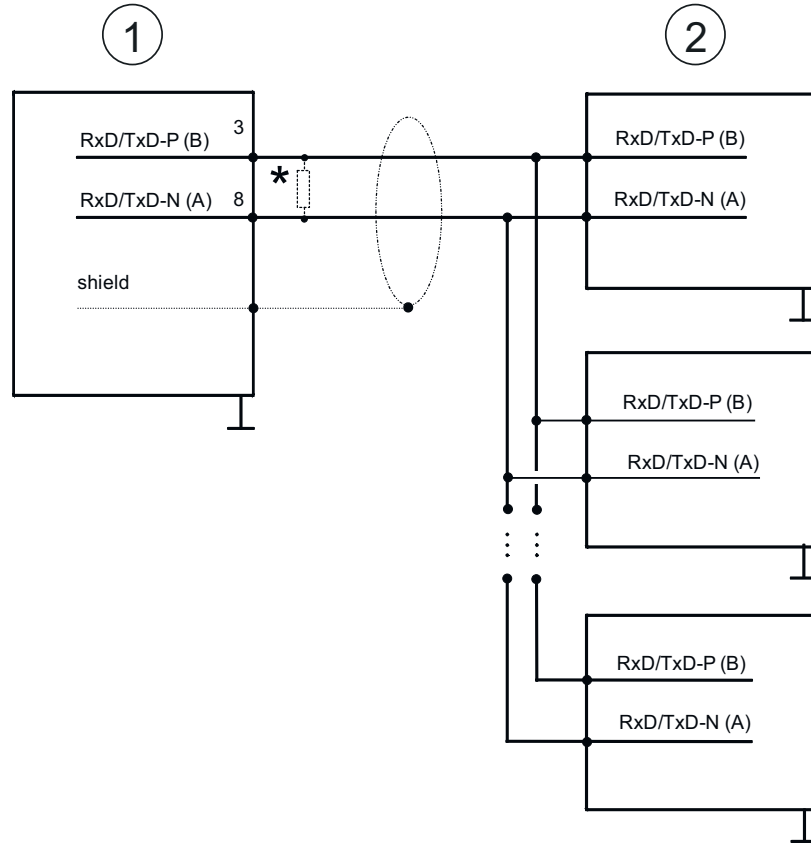 1
2
RxD/TxD-P (B)
3
RxD/TxD-N (A)
8
shield
*
RxD/TxD-P (B)
RxD/TxD-N (A)
RxD/TxD-P (B)
RxD/TxD-N (A)
RxD/TxD-P (B)
RxD/TxD-N (A)